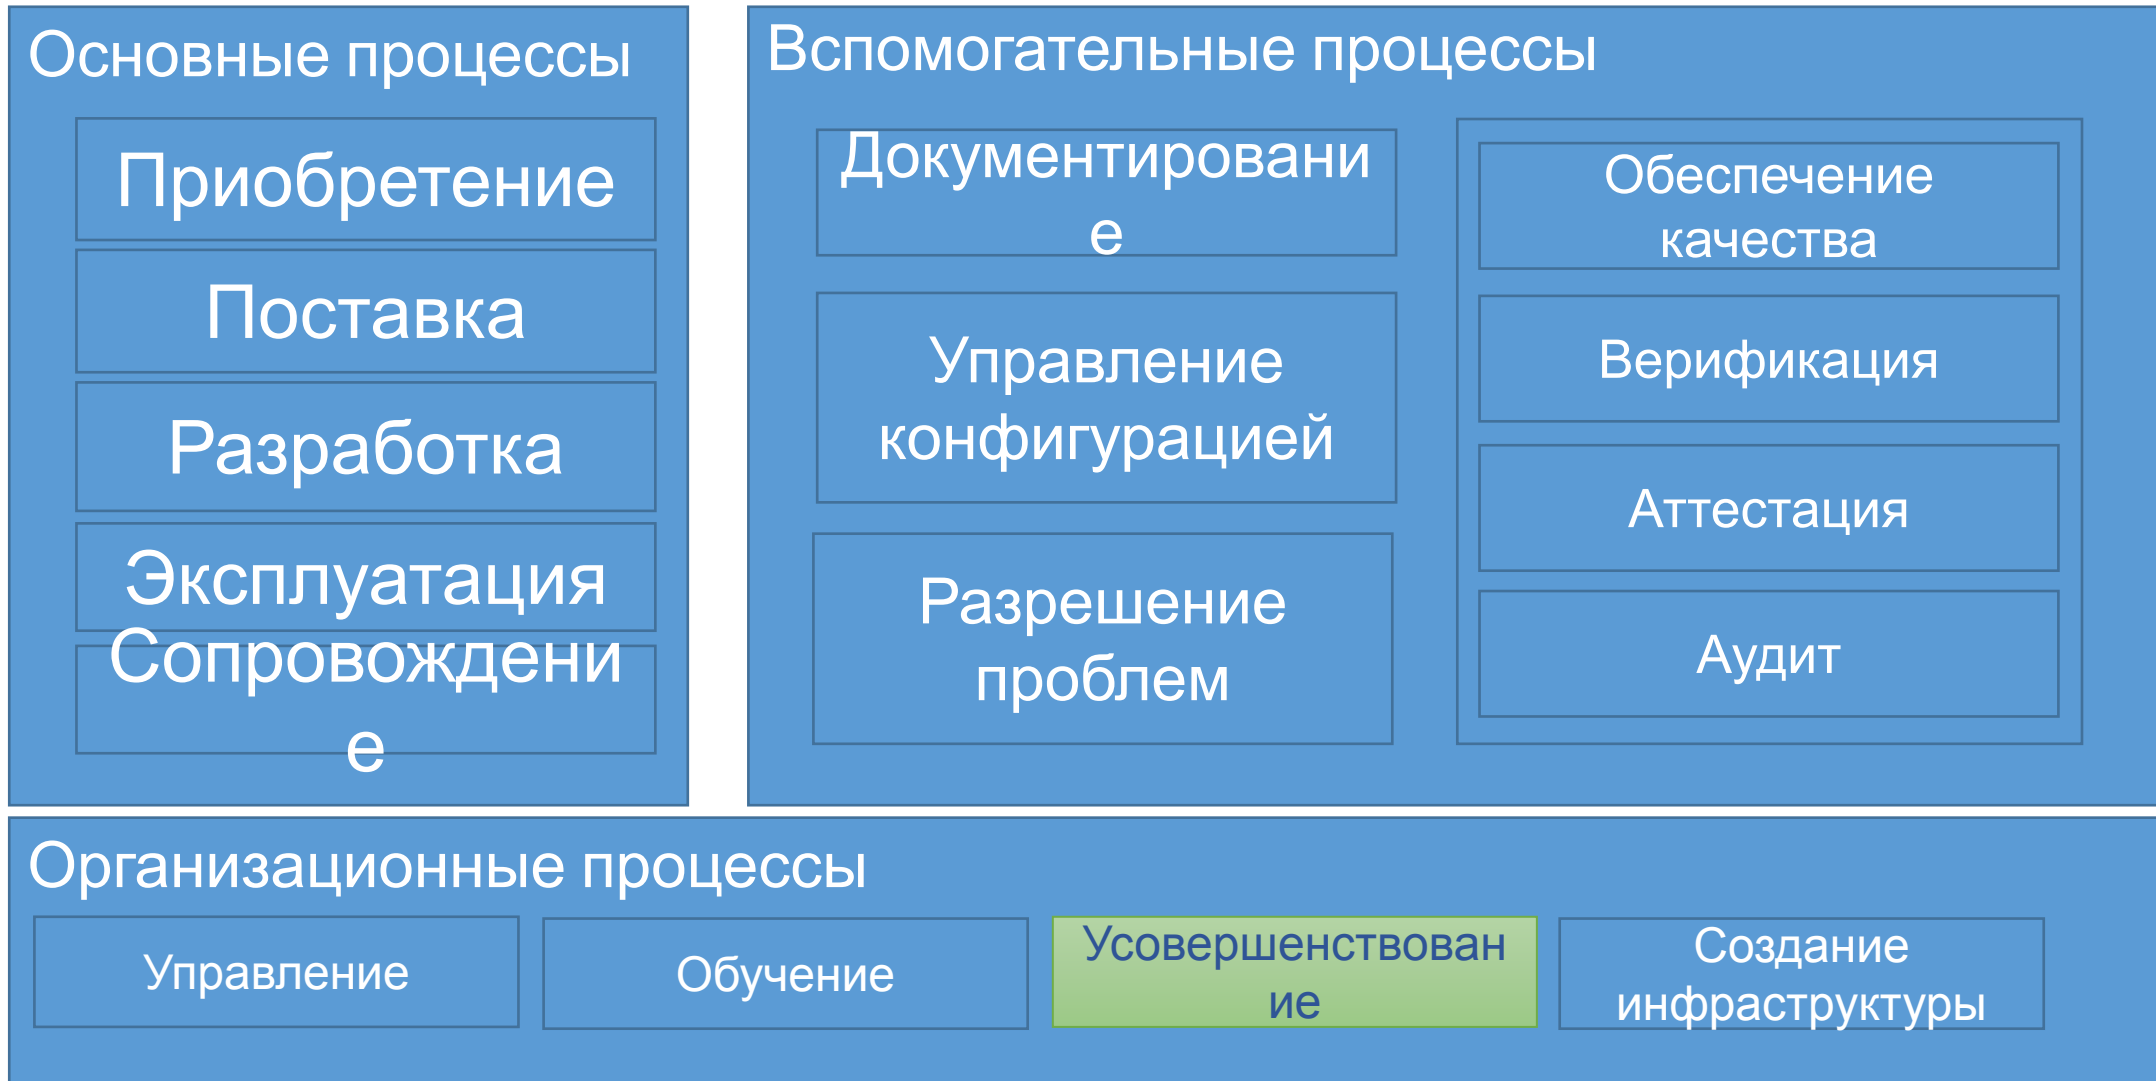 Основные процессы
Приобретение
Поставка
Разработка
Эксплуатация
Сопровождени
е
Вспомогательные процессы
Документировани
е
Управление
конфигурацией
Разрешение
проблем
Обеспечение
качества
Верификация
Аттестация
Аудит
Организационные процессы
Управление
Обучение
Усовершенствован
ие
Создание
инфраструктуры